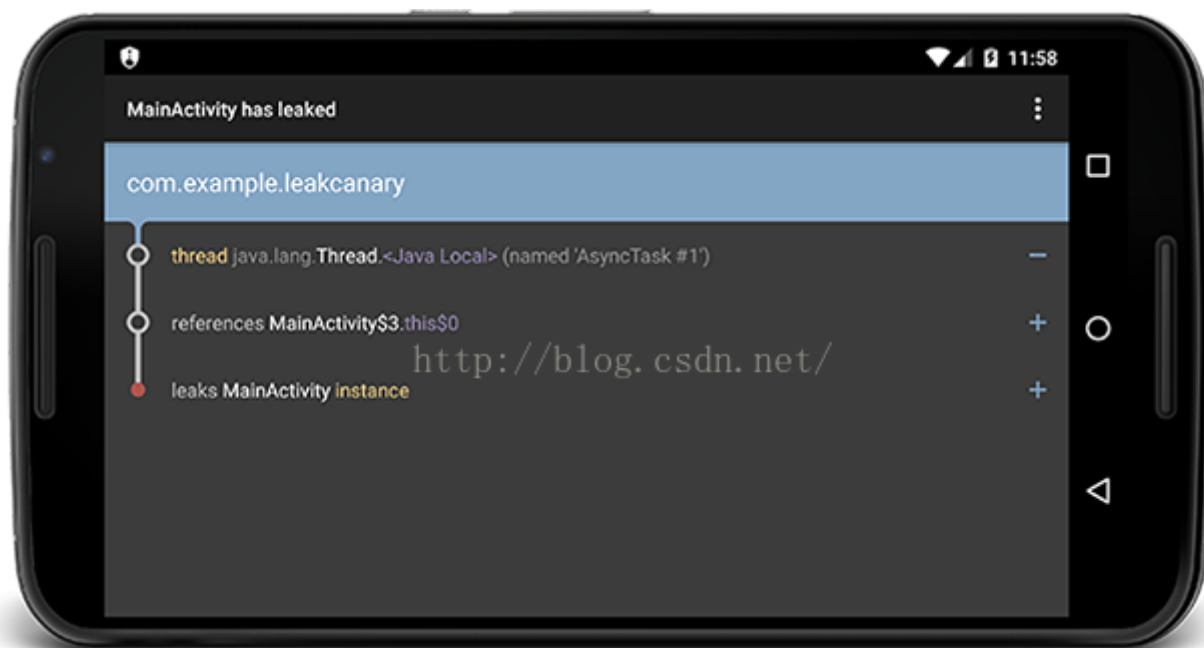 11:58
MainActivity has leaked
com.example.leakcanary
thread java.lang.Thread.<Java Local> (named 'AsyncTask #1')
references MainActivity$3.this$0
http://blog.csdn.net/
leaks MainActivity instance